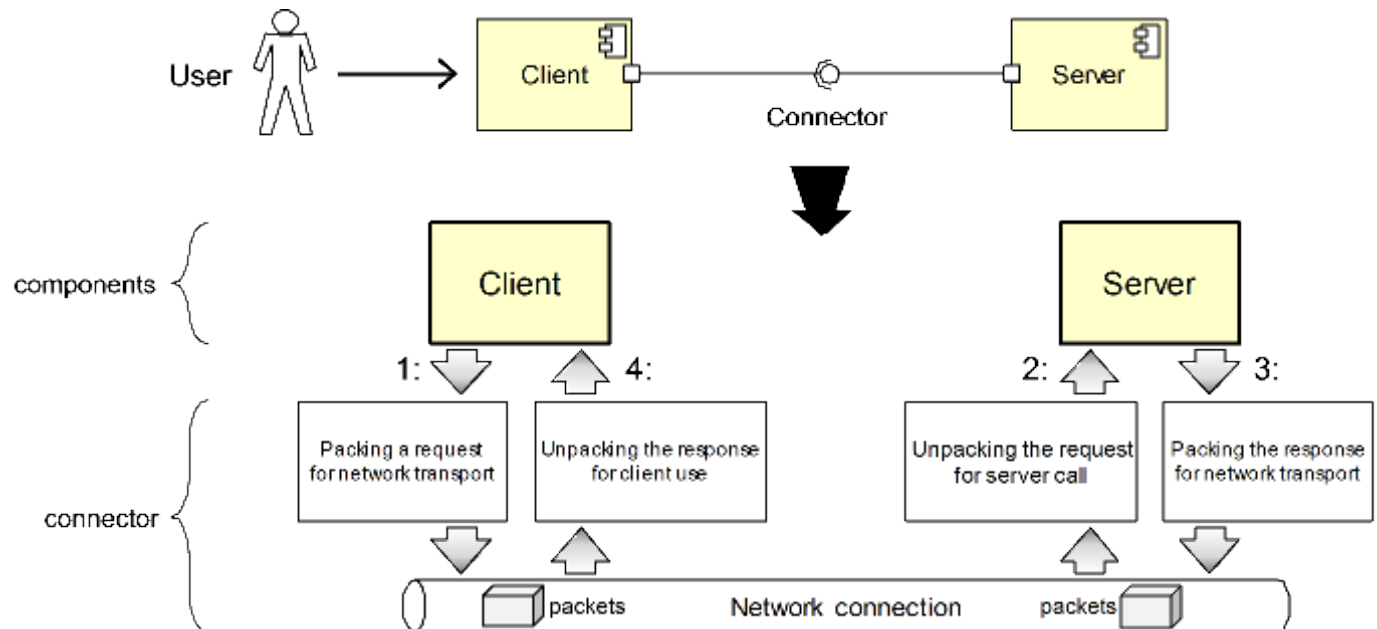 User
Client
Server
Connector
components
Client
Server
1:
4:
2:
3:
connector
Packing a request
for network transport
Unpacking the response
for client use
Unpacking the request
for server call
Packing the response
for network transport
packets
Network connection
packets